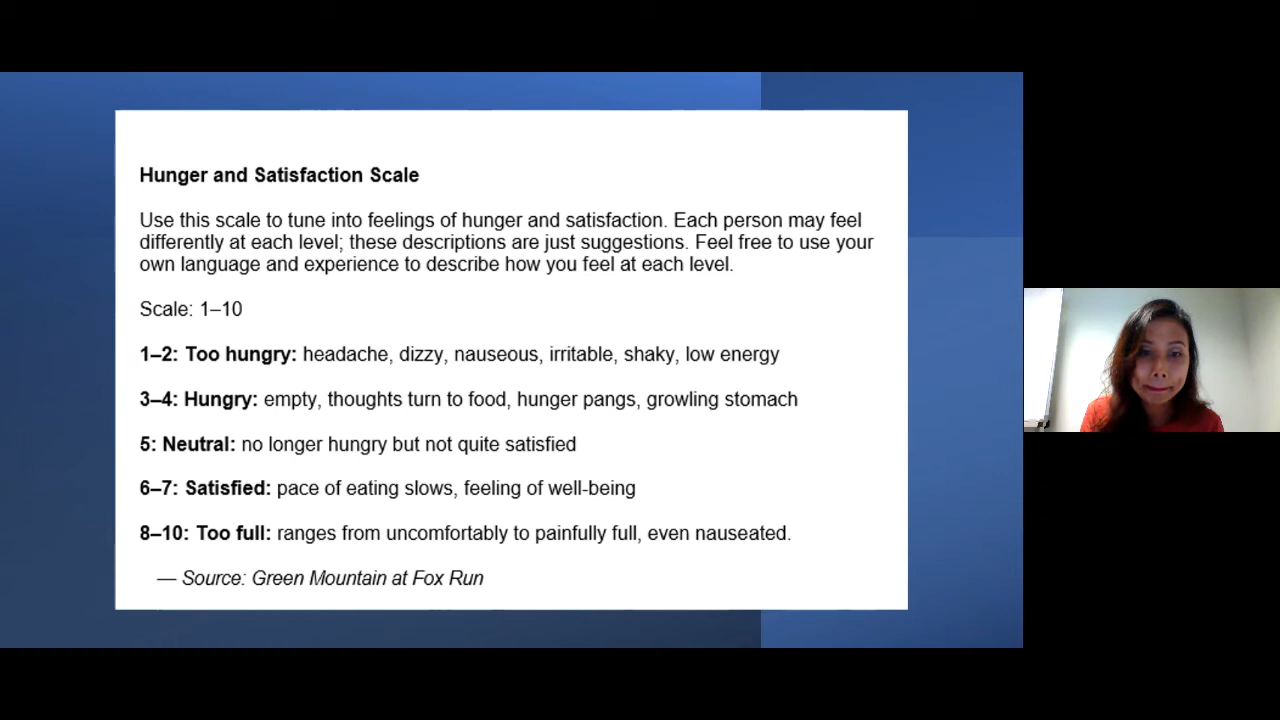 Hunger and Satisfaction Scale
Use this scale to tune into feelings of hunger and satisfaction. Each person may feel
differently at each level; these descriptions are just suggestions. Feel free to use your
own language and experience to describe how you feel at each level.
Scale: 1–10
1–2: Too hungry: headache, dizzy, nauseous, irritable, shaky, low energy
3–4: Hungry: empty, thoughts turn to food, hunger pangs, growling stomach
5: Neutral: no longer hungry but not quite satisfied
6–7: Satisfied: pace of eating slows, feeling of well-being
8–10: Too full: ranges from uncomfortably to painfully full, even nauseated.
— Source: Green Mountain at Fox Run